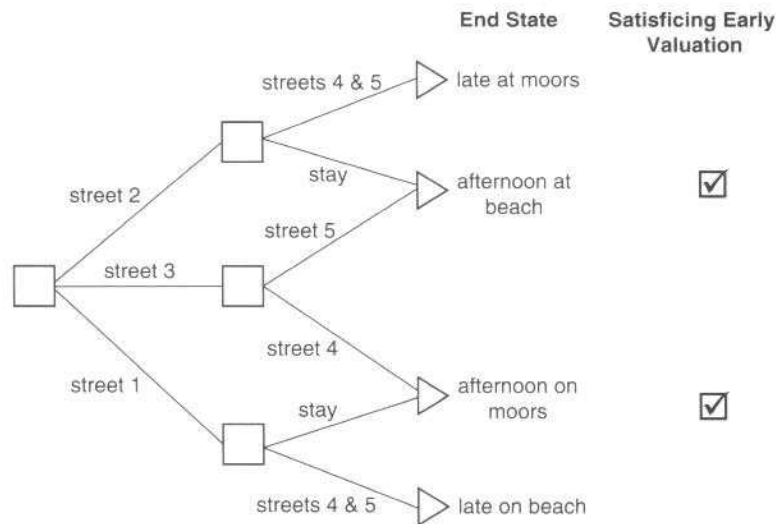 End State
Satisficing Early
Valuation
streets 4 & 5
late at moors
stay
afternoon at
beach
street 2
street 5
street 3
street 4
street 1
stay
afternoon on
moors
streets 4 & 5
late on beach